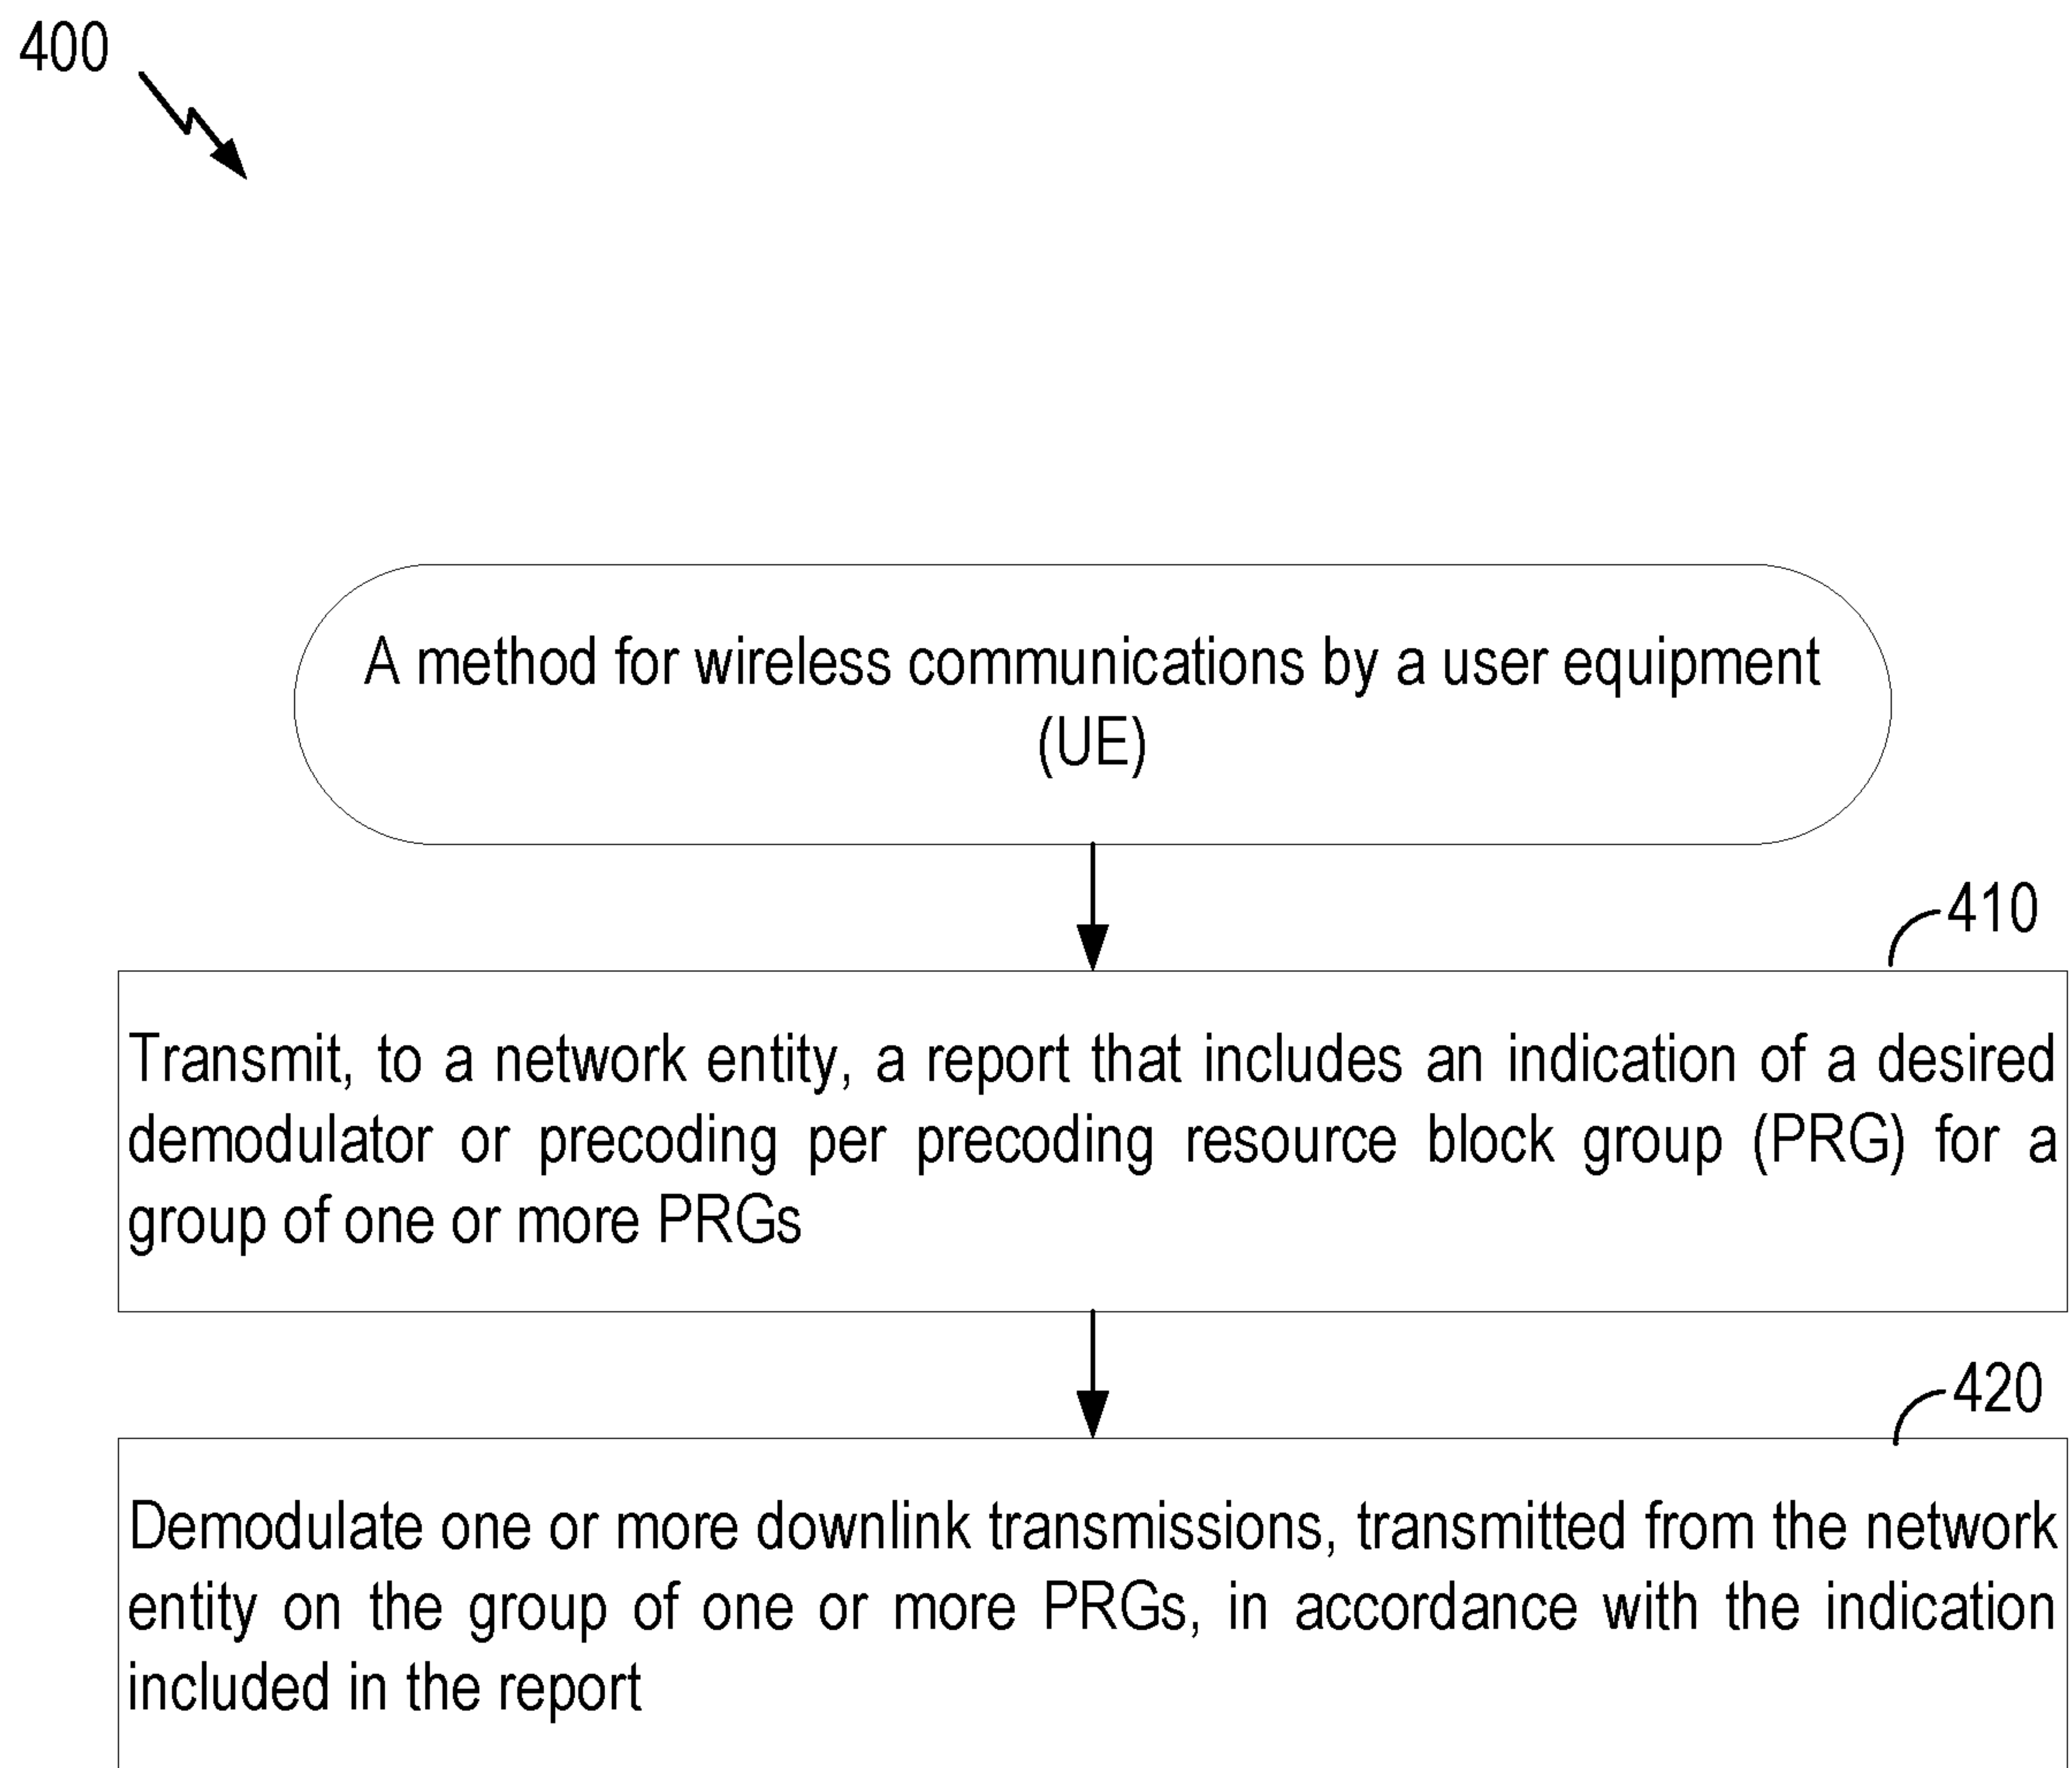 400
A method for wireless communications by a user equipment
(UE)
410
Transmit, to a network entity, a report that includes an indication of a desired
demodulator or precoding per precoding resource block group (PRG) for a
group of one or more PRGs
420
Demodulate one or more downlink transmissions, transmitted from the network
entity on the group of one or more PRGs, in accordance with the indication
included in the report